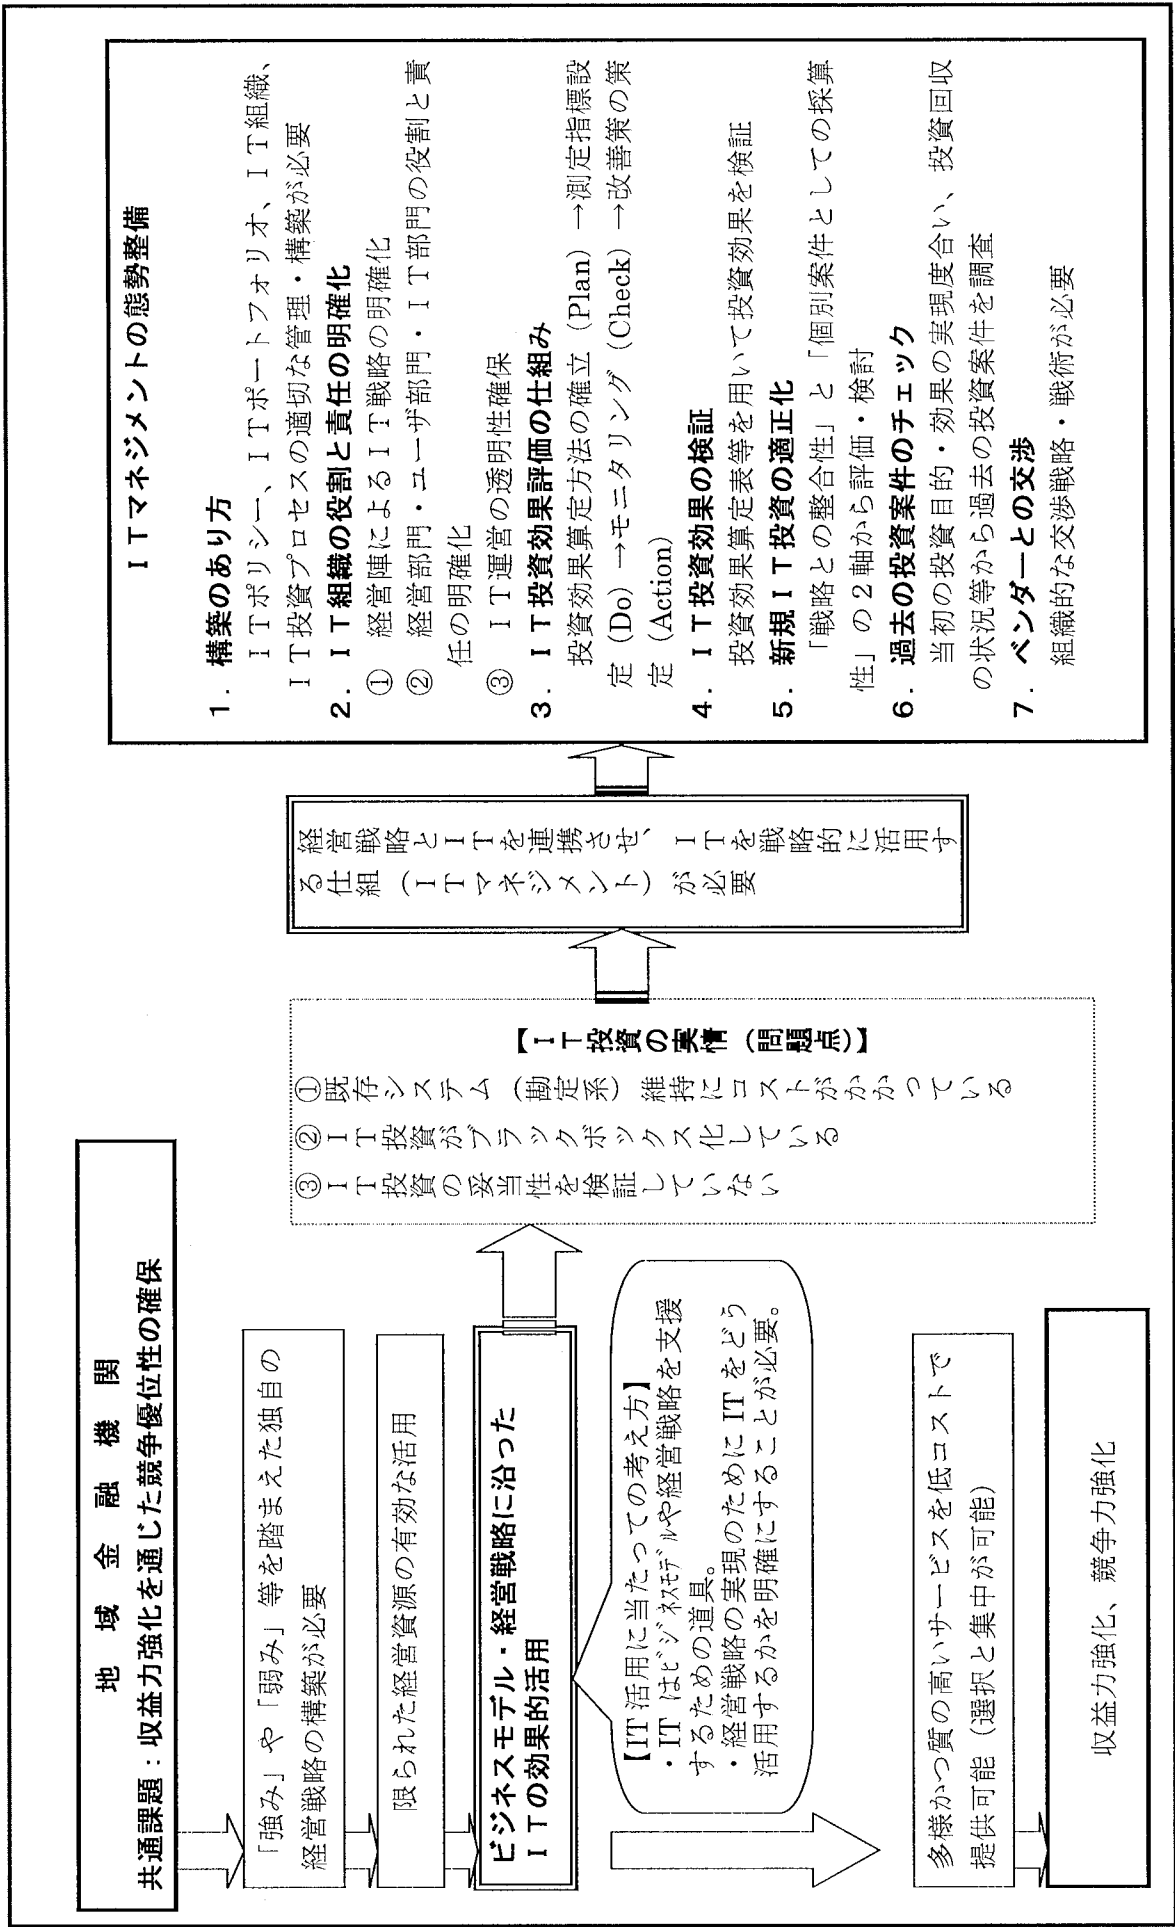 地域金融機関
共通課題：収益力強化を通じた競争優位性の確保
「強み」や「弱み」等を踏まえた独自の
経営戦略の構築が必要
限られた経営資源の有効な活用
ビジネスモデル・経営戦略に沿った
ＩＴの効果的活用
【IT活用に当たっての考え方】
・ITはビジネスモデルや経営戦略を支援
するための道具。
・経営戦略の実現のためにITをどう
活用するかを明確にすることが必要。
多様かつ質の高いサービスを低コストで
提供可能（選択と集中が可能）
収益力強化、競争力強化
【ＩＴ投資の実情（問題点）】
①既存システム（勘定系）維持にコストがかかっている
②ＩＴ投資がブラックボックス化している
③ＩＴ投資の妥当性を検証していない
経営戦略とＩＴを連携させ、ＩＴを戦略的に活用す
る仕組（ＩＴマネジメント）が必要
ＩＴマネジメントの態勢整備
１．構築のあり方
ＩＴポリシー、ＩＴポートフォリオ、ＩＴ組織、
ＩＴ投資プロセスの適切な管理・構築が必要
２．ＩＴ組織の役割と責任の明確化
① 経営陣によるＩＴ戦略の明確化
② 経営部門・ユーザ部門・ＩＴ部門の役割と責
任の明確化
③ ＩＴ運営の透明性確保
３．ＩＴ投資効果評価の仕組み
投資効果算定方法の確立（Plan）→測定指標設
定（Do）→モニタリング（Check）→改善策の策
定（Action）
４．ＩＴ投資効果の検証
投資効果算定表等を用いて投資効果を検証
５．新規ＩＴ投資の適正化
「戦略との整合性」と「個別案件としての採算
性」の２軸から評価・検討
６．過去の投資案件のチェック
当初の投資目的・効果の実現度合い、投資回収
の状況等から過去の投資案件を調査
７．ベンダーとの交渉
組織的な交渉戦略・戦術が必要